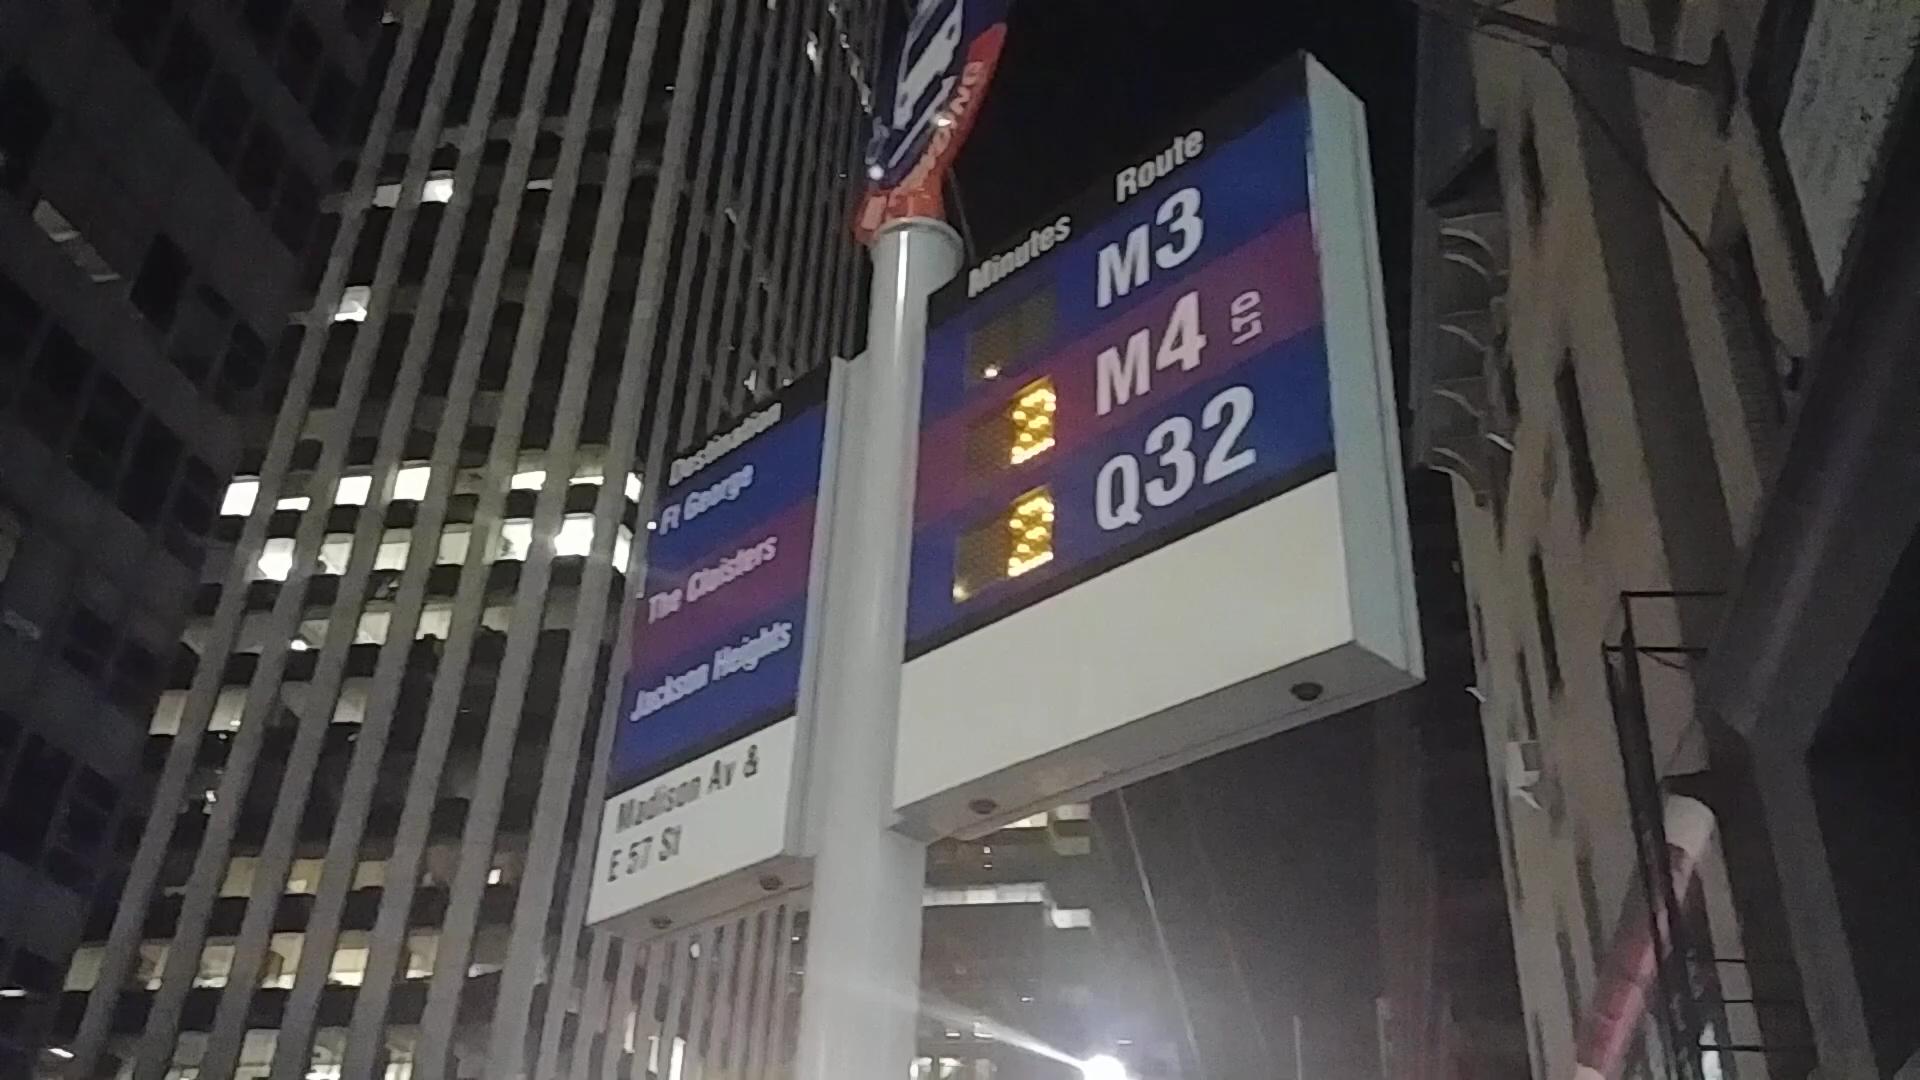 Minutes Route
M3
M4 LTD
Q32
Destination
Ft George
The Cloisters
Jackson Heights
Madison Av &
E 57 St